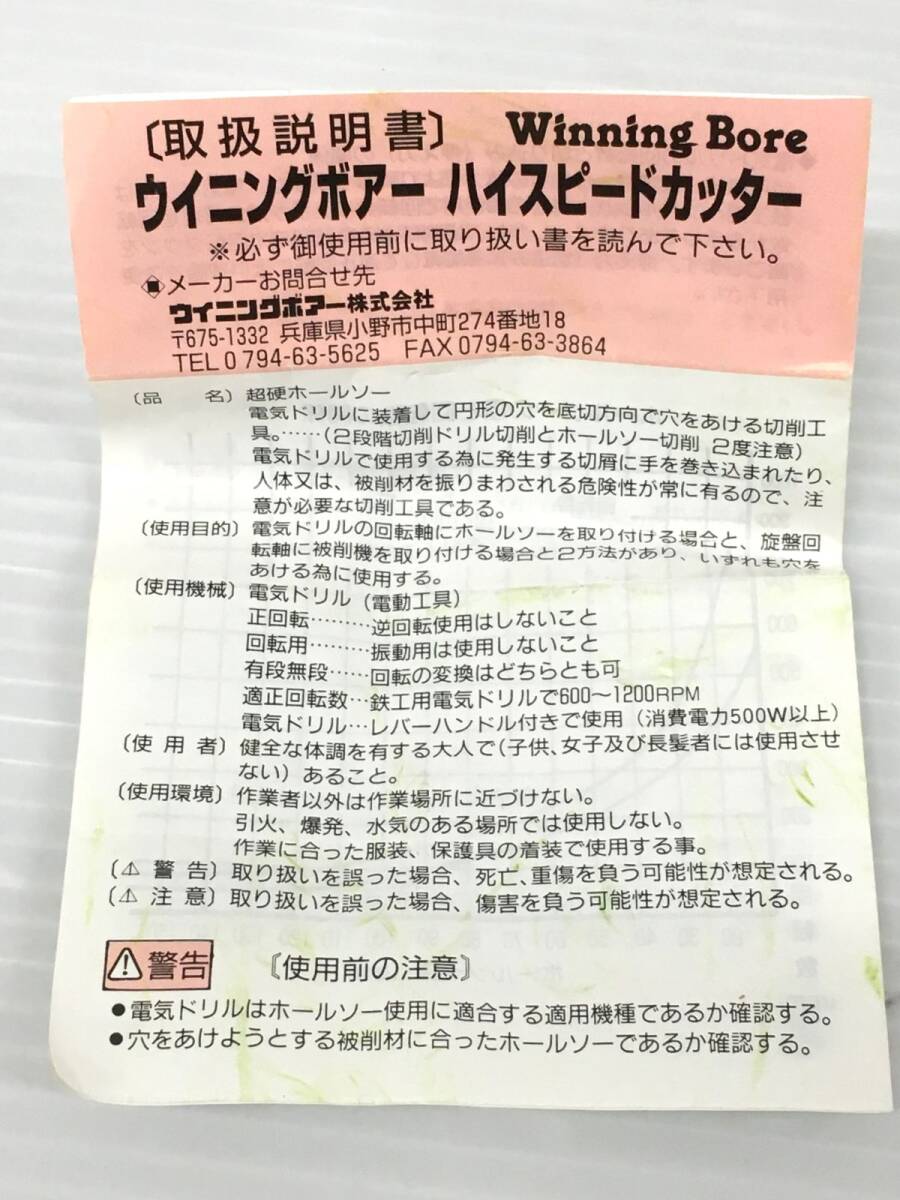 〔取扱説明書〕 Winning Bore
ウイニングボアー ハイスピードカッター
※必ず御使用前に取り扱い書を読んで下さい。
◈メーカーお問合せ先
ウイニングボアー株式会社
〒675-1332 兵庫県小野市中町274番地18
TEL0794-63-5625 FAX0794-63-3864
〔品 名〕超硬ホールソー
電気ドリルに装着して円形の穴を底切方向で穴をあける切削工
具。……（2段階切削ドリル切削とホールソー切削 2度注意）
電気ドリルで使用する為に発生する切屑に手を巻き込まれたり、
人体又は、被削材を振りまわされる危険性が常に有るので、注
意が必要な切削工具である。
〔使用目的〕電気ドリルの回転軸にホールソーを取り付ける場合と、旋盤回
転軸に被削機を取り付ける場合と2方法があり、いずれも穴を
あける為に使用する。
〔使用機械〕電気ドリル（電動工具）
正回転………逆回転使用はしないこと
回転用………振動用は使用しないこと
有段無段……回転の変換はどちらとも可
適正回転数…鉄工用電気ドリルで600〜1200RPM
電気ドリル…レバーハンドル付きで使用（消費電力500W以上）
〔使 用 者〕健全な体調を有する大人で（子供、女子及び長髪者には使用させ
ない）あること。
〔使用環境〕作業者以外は作業場所に近づけない。
引火、爆発、水気のある場所では使用しない。
作業に合った服装、保護具の着装で使用する事。
〔⚠ 警 告〕取り扱いを誤った場合、死亡、重傷を負う可能性が想定される。
〔⚠ 注 意〕取り扱いを誤った場合、傷害を負う可能性が想定される。
⚠警告 〔使用前の注意〕
●電気ドリルはホールソー使用に適合する適用機種であるか確認する。
●穴をあけようとする被削材に合ったホールソーであるか確認する。